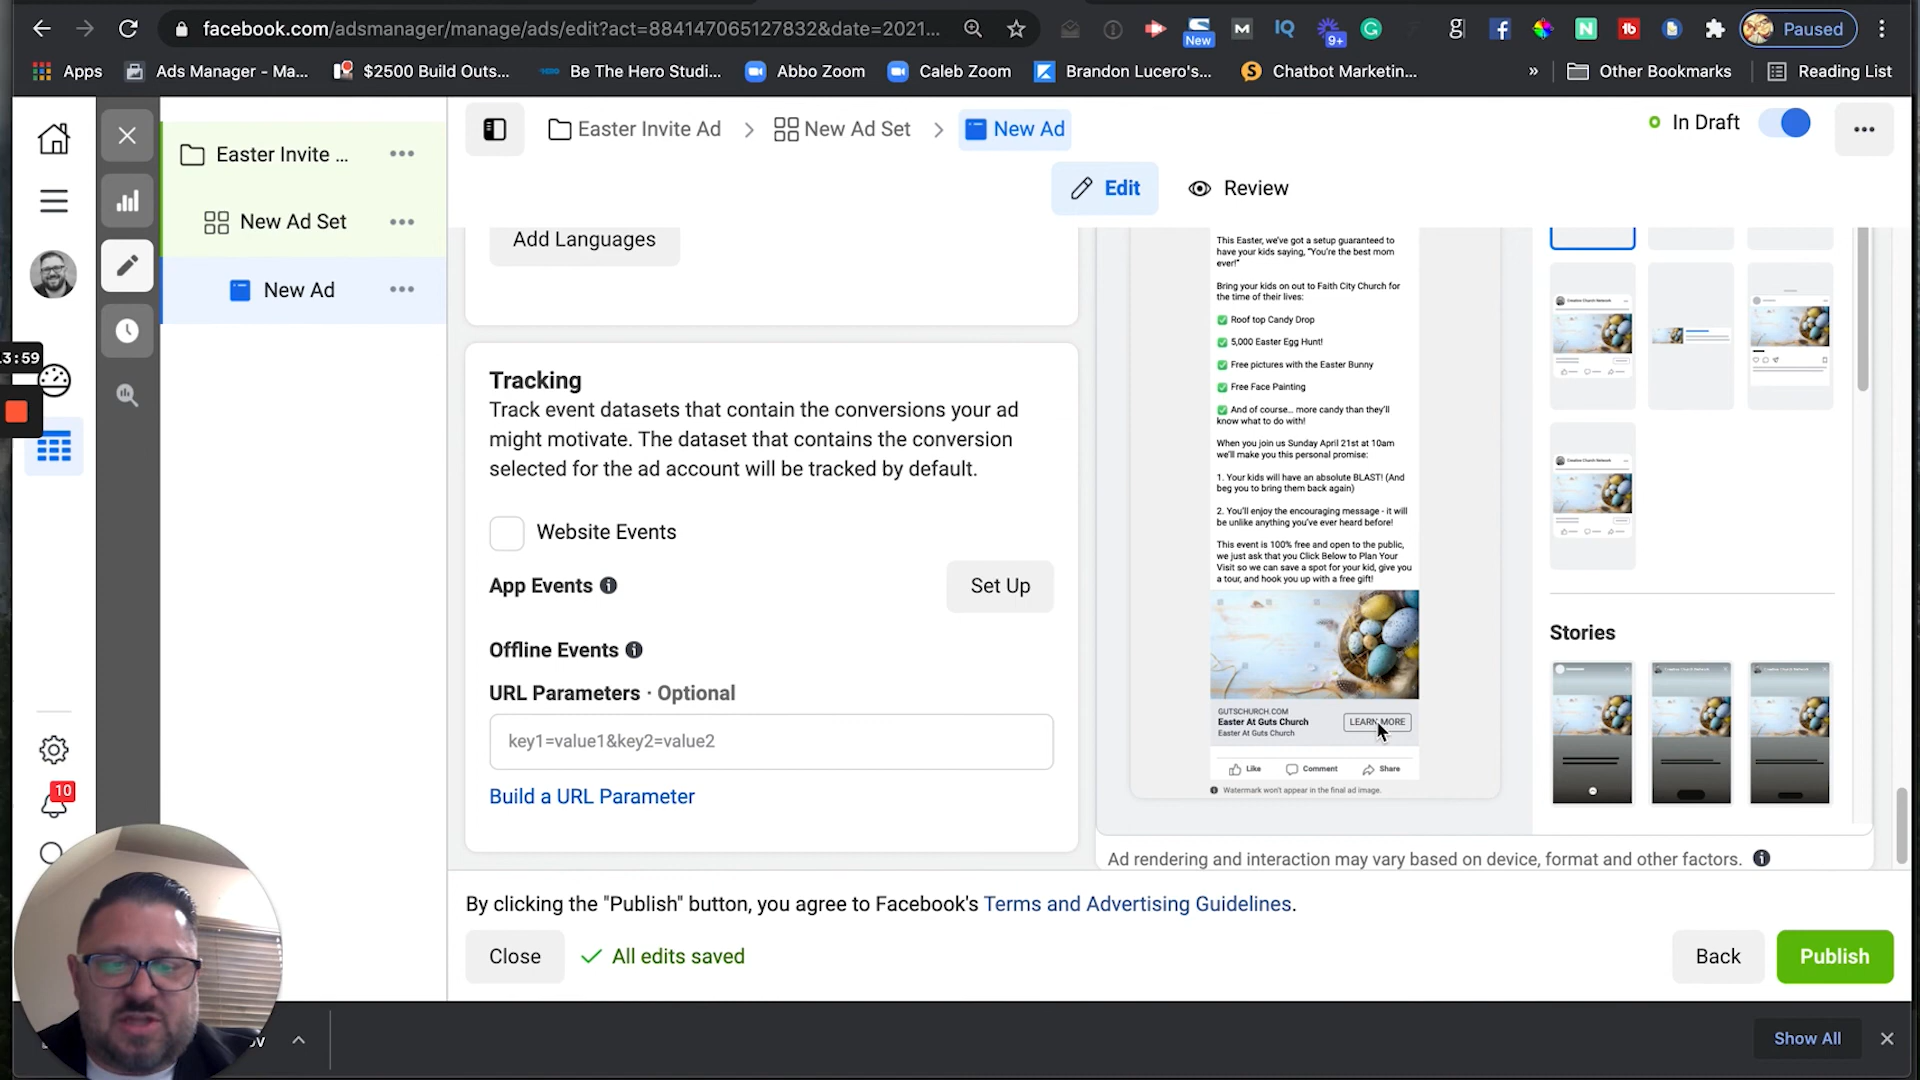 facebook.com/adsmanager/manage/ads/edit?act=884147065127832&date=2021...
New
9+
Paused
Apps
Ads Manager - Ma...
$2500 Build Outs...
Be The Hero Studi...
Abbo Zoom
Caleb Zoom
Brandon Lucero's...
Chatbot Marketin...
»
Other Bookmarks
Reading List
Easter Invite ...
New Ad Set
New Ad
Easter Invite Ad
New Ad Set
New Ad
In Draft
Edit
Review
Add Languages
Tracking
Track event datasets that contain the conversions your ad
might motivate. The dataset that contains the conversion
selected for the ad account will be tracked by default.
Website Events
App Events
Set Up
Offline Events
URL Parameters · Optional
key1=value1&key2=value2
Build a URL Parameter
This Easter, we've got a setup guaranteed to
have your kids saying, "You're the best mom
ever!"
Bring your kids on out to Faith City Church for
the time of their lives:
✅ Roof top Candy Drop
✅ 5,000 Easter Egg Hunt!
✅ Free pictures with the Easter Bunny
✅ Free Face Painting
✅ And of course... more candy than they'll
know what to do with!
When you join us Sunday April 21st at 10am
we'll make you this personal promise:
1. Your kids will have an absolute BLAST! (And
beg you to bring them back again)
2. You'll enjoy the encouraging message - it will
be unlike anything you've ever heard before!
This event is 100% free and open to the public,
we just ask that you Click Below to Plan Your
Visit so we can save a spot for your kid, give you
a tour, and hook you up with a free gift!
GUTSCHURCH.COM
Easter At Guts Church
Easter At Guts Church
LEARN MORE
Like
Comment
Share
Watermark won't appear in the final ad image.
Creative Church Network
Creative Church Network
Stories
Ad rendering and interaction may vary based on device, format and other factors.
13:59
10
By clicking the "Publish" button, you agree to Facebook's Terms and Advertising Guidelines.
Close
All edits saved
Back
Publish
Show All